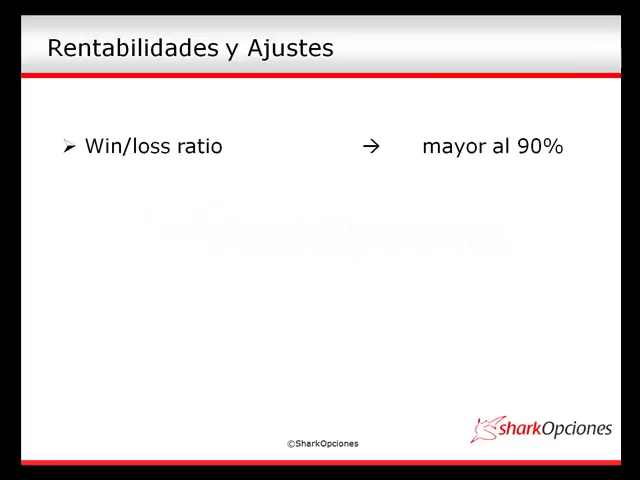 Rentabilidades y Ajustes
Win/loss ratio → mayor al 90%
sharkOpciones
©SharkOpciones